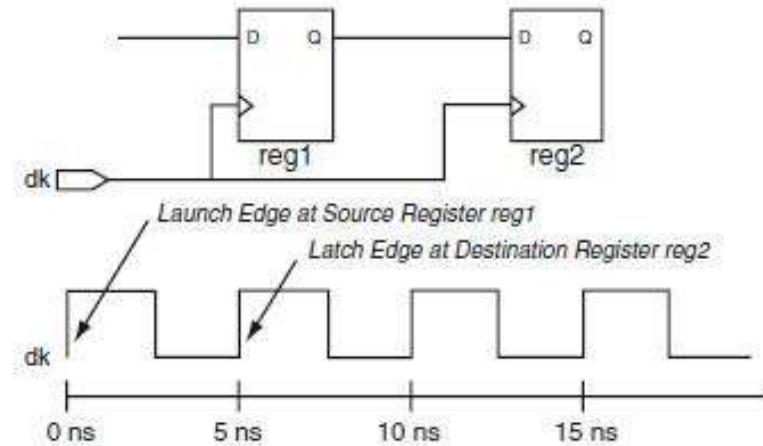 D Q D Q
reg1 reg2
dk
Launch Edge at Source Register reg1
Latch Edge at Destination Register reg2
dk
0 ns 5 ns 10 ns 15 ns